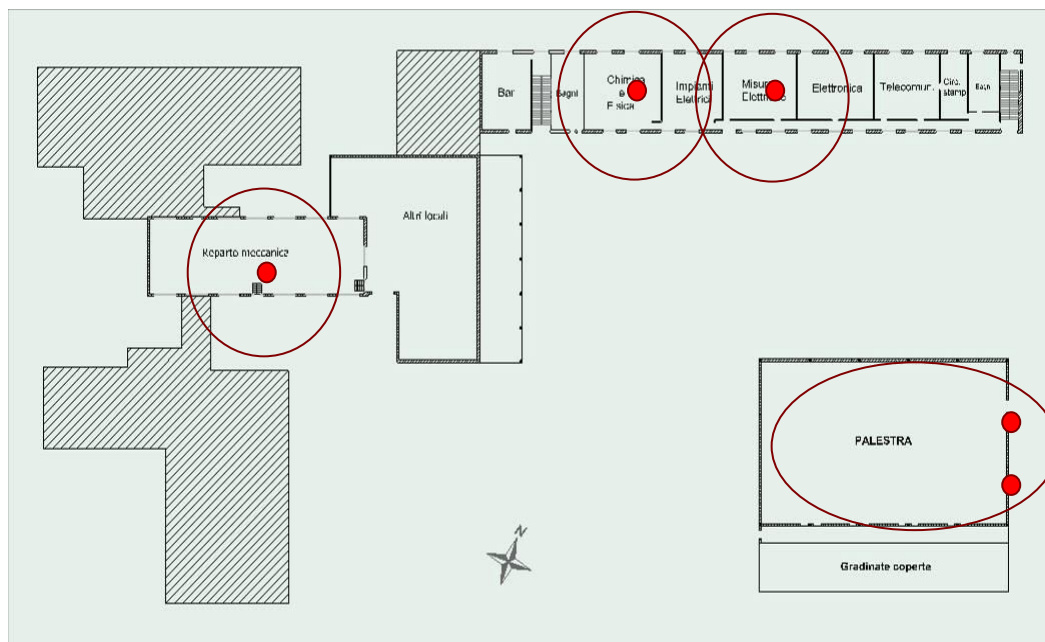 Bar
Bagni
Chimica
e
Fisica
Impianti
Elettrici
Misure
Elettriche
Elettronica
Telecomun.
Circ.
stamp
Bagni
Altri locali
Reparto meccanica
PALESTRA
N
Gradinate coperte